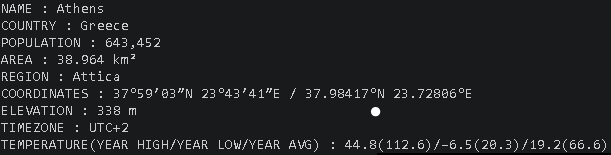 NAME : Athens
COUNTRY : Greece
POPULATION : 643,452
AREA : 38.964 km²
REGION : Attica
COORDINATES : 37°59′03″N 23°43′41″E / 37.98417°N 23.72806°E
ELEVATION : 338 m
TIMEZONE : UTC+2
TEMPERATURE(YEAR HIGH/YEAR LOW/YEAR AVG) : 44.8(112.6)/-6.5(20.3)/19.2(66.6)